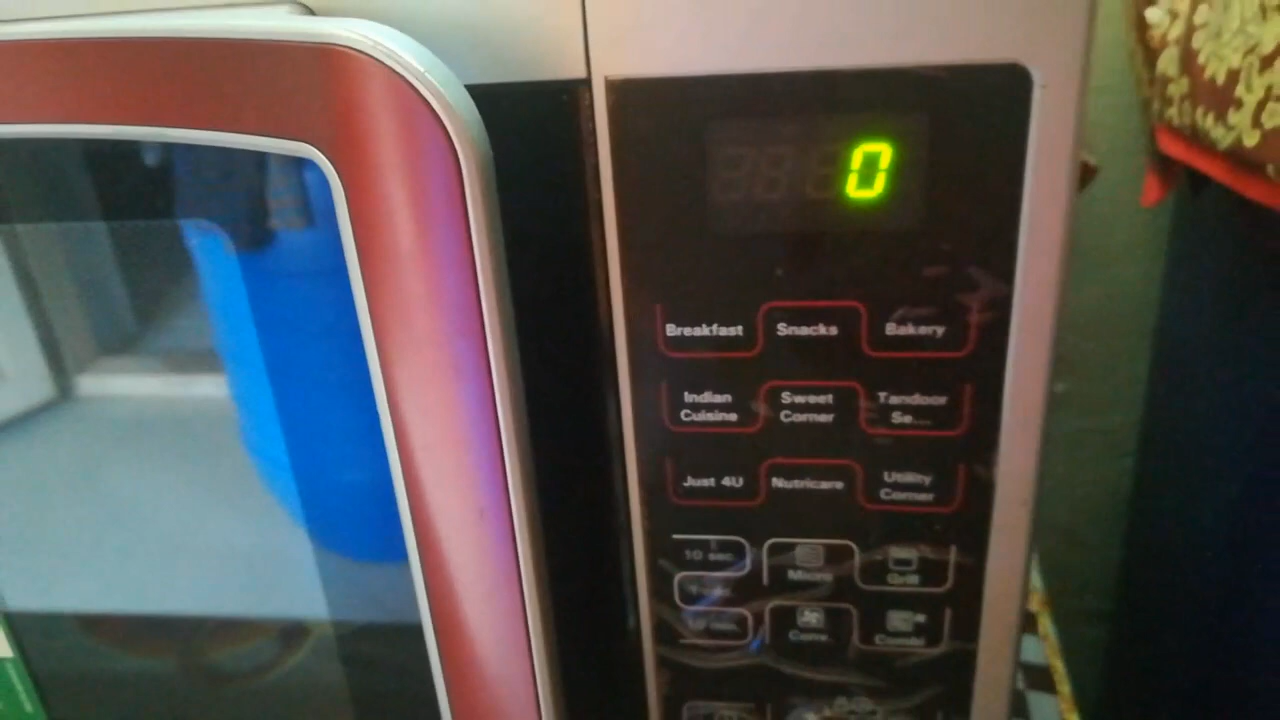 0
Breakfast Snacks Bakery
Indian Sweet Tandoor
Cuisine Corner Se...
Just 4U Nutricare Utility
Corner
10 sec
Micro Grill
Conv. Combi